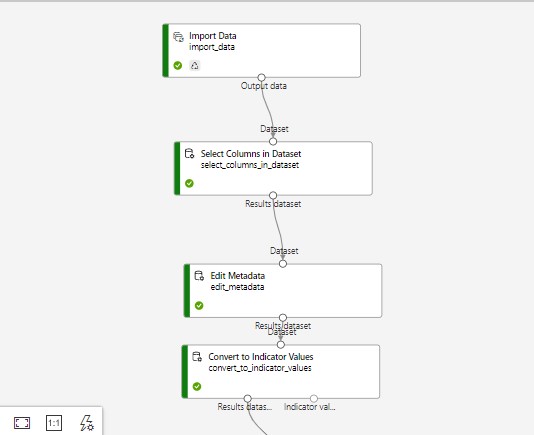 Import Data
import_data
Output data
Dataset
Select Columns in Dataset
select_columns_in_dataset
Results dataset
Dataset
Edit Metadata
edit_metadata
Results dataset
Dataset
Convert to Indicator Values
convert_to_indicator_values
Results datas... Indicator val...
1:1